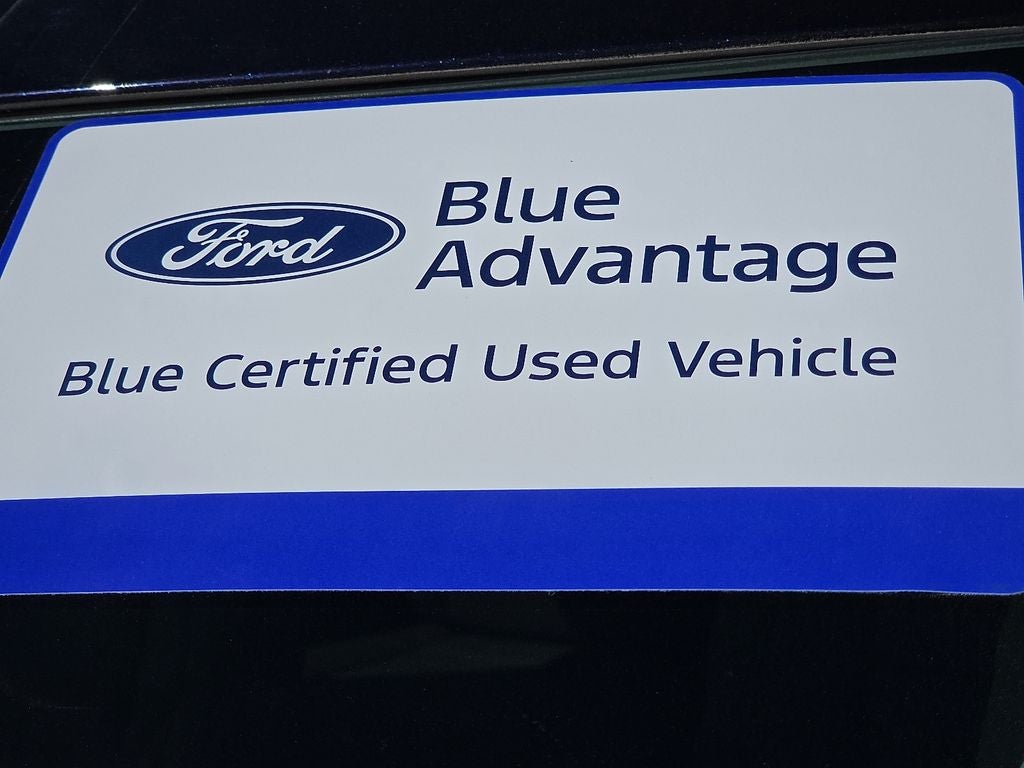 Ford
Blue
Advantage
Blue Certified Used Vehicle